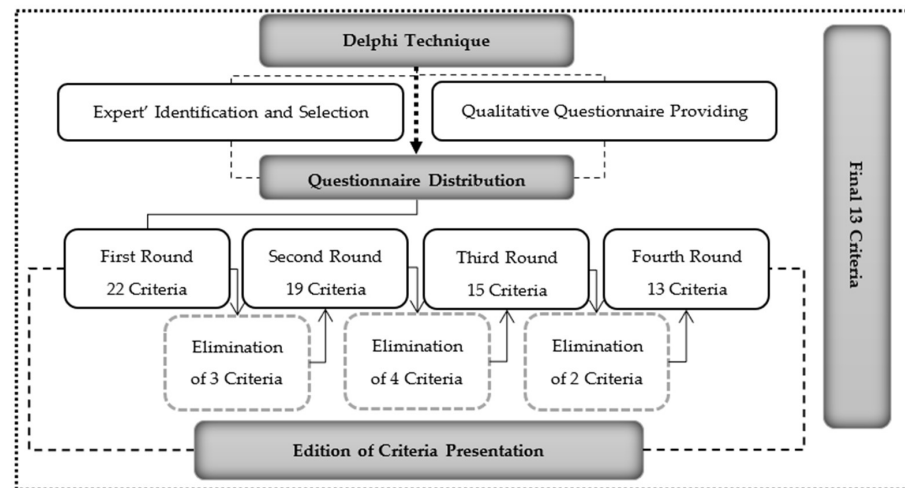 Delphi Technique
Expert' Identification and Selection
Qualitative Questionnaire Providing
Questionnaire Distribution
First Round
22 Criteria
Second Round
19 Criteria
Third Round
15 Criteria
Fourth Round
13 Criteria
Elimination
of 3 Criteria
Elimination
of 4 Criteria
Elimination
of 2 Criteria
Edition of Criteria Presentation
Final 13 Criteria